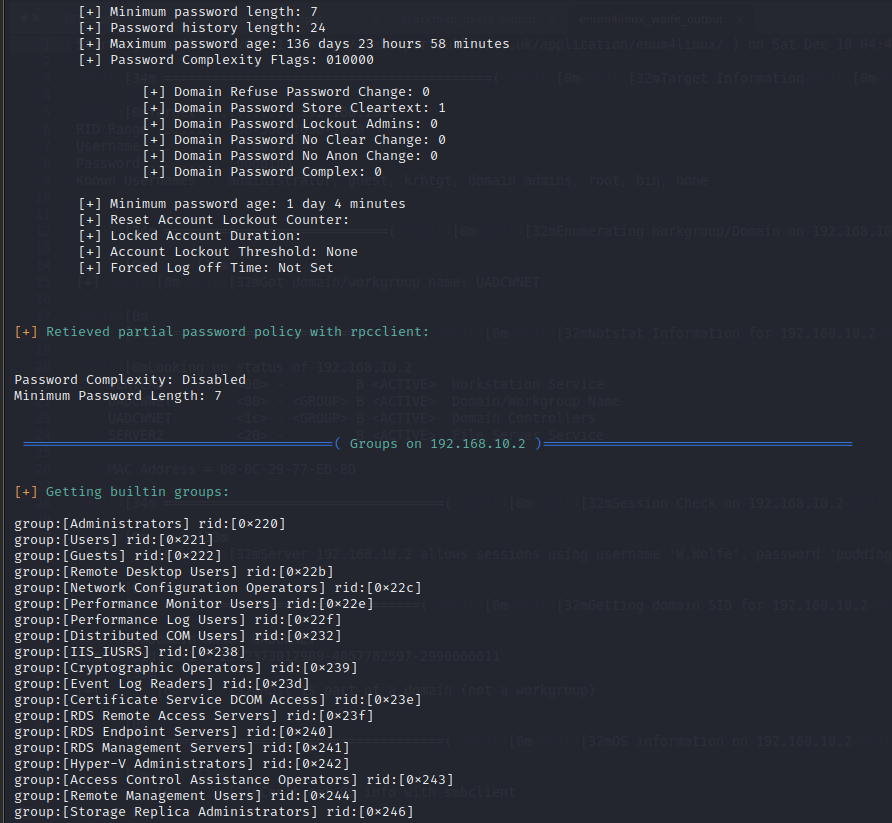 [+] Minimum password length: 7
[+] Password history length: 24
[+] Maximum password age: 136 days 23 hours 58 minutes
[+] Password Complexity Flags: 010000
[+] Domain Refuse Password Change: 0
[+] Domain Password Store Cleartext: 1
[+] Domain Password Lockout Admins: 0
[+] Domain Password No Clear Change: 0
[+] Domain Password No Anon Change: 0
[+] Domain Password Complex: 0
[+] Minimum password age: 1 day 4 minutes
[+] Reset Account Lockout Counter:
[+] Locked Account Duration:
[+] Account Lockout Threshold: None
[+] Forced Log off Time: Not Set
[+] Retieved partial password policy with rpcclient:
Password Complexity: Disabled
Minimum Password Length: 7
( Groups on 192.168.10.2 )
[+] Getting builtin groups:
group:[Administrators] rid:[0×220]
group:[Users] rid:[0×221]
group:[Guests] rid:[0×222]
group:[Remote Desktop Users] rid:[0×22b]
group:[Network Configuration Operators] rid:[0×22c]
group:[Performance Monitor Users] rid:[0×22e]
group:[Performance Log Users] rid:[0×22f]
group:[Distributed COM Users] rid:[0×232]
group:[IIS_IUSRS] rid:[0×238]
group:[Cryptographic Operators] rid:[0×239]
group:[Event Log Readers] rid:[0×23d]
group:[Certificate Service DCOM Access] rid:[0×23e]
group:[RDS Remote Access Servers] rid:[0×23f]
group:[RDS Endpoint Servers] rid:[0×240]
group:[RDS Management Servers] rid:[0×241]
group:[Hyper-V Administrators] rid:[0×242]
group:[Access Control Assistance Operators] rid:[0×243]
group:[Remote Management Users] rid:[0×244]
group:[Storage Replica Administrators] rid:[0×246]